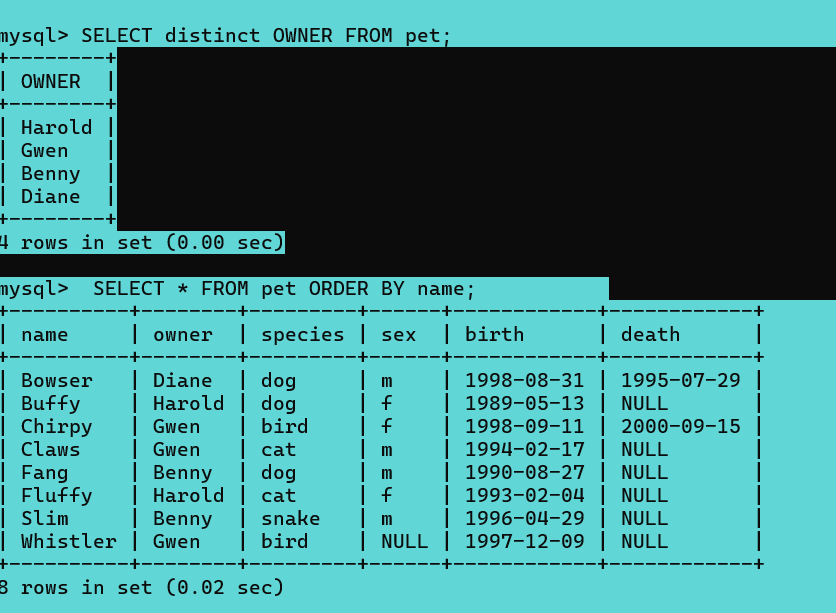 mysql> SELECT distinct OWNER FROM pet;
+--------+
| OWNER  |
+--------+
| Harold |
| Gwen   |
| Benny  |
| Diane  |
+--------+
4 rows in set (0.00 sec)
mysql>  SELECT * FROM pet ORDER BY name;
+----------+--------+---------+------+------------+------------+
| name     | owner  | species | sex  | birth      | death      |
+----------+--------+---------+------+------------+------------+
| Bowser   | Diane  | dog     | m    | 1998-08-31 | 1995-07-29 |
| Buffy    | Harold | dog     | f    | 1989-05-13 | NULL       |
| Chirpy   | Gwen   | bird    | f    | 1998-09-11 | 2000-09-15 |
| Claws    | Gwen   | cat     | m    | 1994-02-17 | NULL       |
| Fang     | Benny  | dog     | m    | 1990-08-27 | NULL       |
| Fluffy   | Harold | cat     | f    | 1993-02-04 | NULL       |
| Slim     | Benny  | snake   | m    | 1996-04-29 | NULL       |
| Whistler | Gwen   | bird    | NULL | 1997-12-09 | NULL       |
+----------+--------+---------+------+------------+------------+
8 rows in set (0.02 sec)